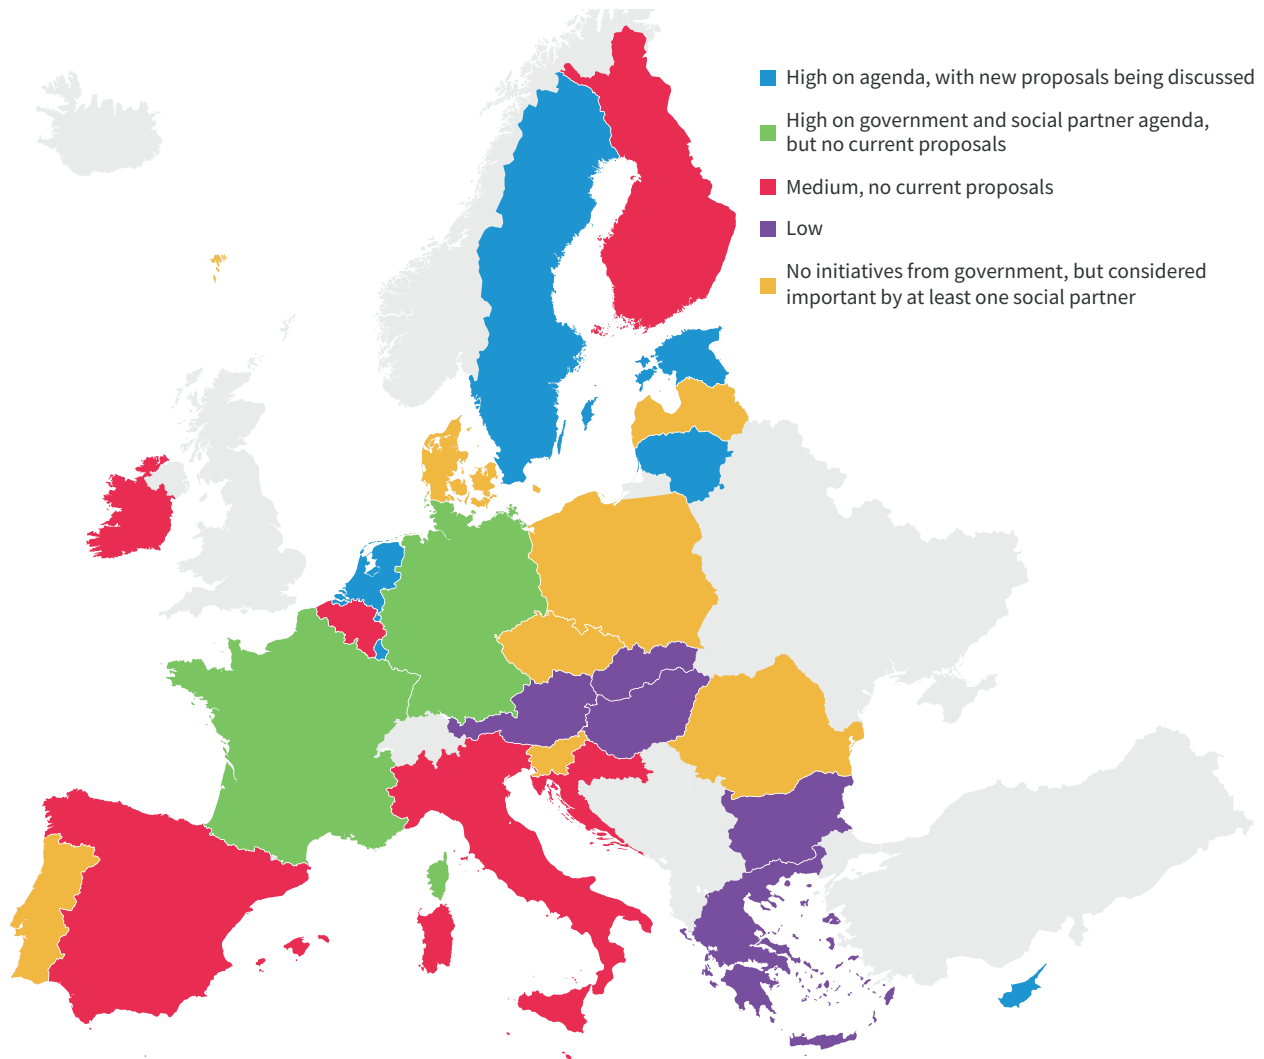 High on agenda, with new proposals being discussed
High on government and social partner agenda,
but no current proposals
Medium, no current proposals
Low
No initiatives from government, but considered
important by at least one social partner